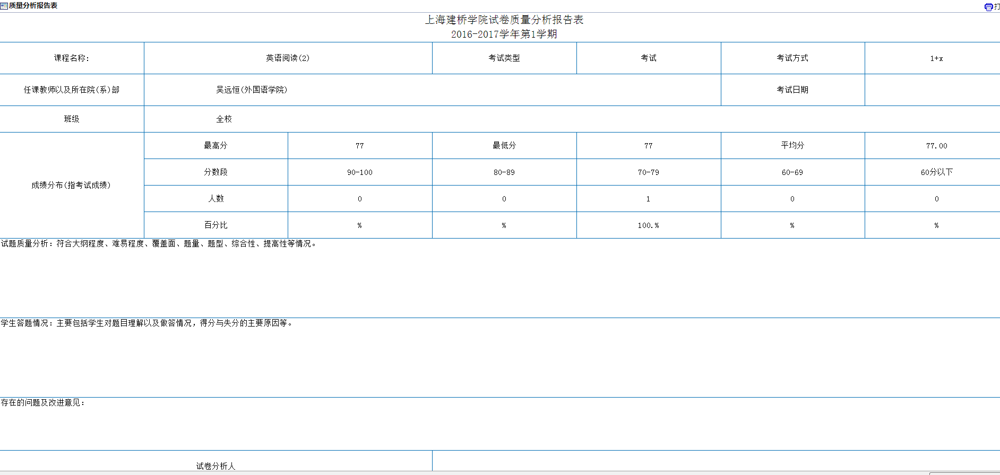 质量分析报告表
打
上海建桥学院试卷质量分析报告表
2016-2017学年第1学期
课程名称: 英语阅读(2) 考试类型 考试 考试方式 1+x
任课教师以及所在院(系)部 吴远恒(外国语学院) 考试日期
班级 全校
成绩分布(指考试成绩)
最高分 77 最低分 77 平均分 77.00
分数段 90-100 80-89 70-79 60-69 60分以下
人数 0 0 1 0 0
百分比 % % 100.% % %
试题质量分析：符合大纲程度、难易程度、覆盖面、题量、题型、综合性、提高性等情况。
学生答题情况：主要包括学生对题目理解以及做答情况，得分与失分的主要原因等。
存在的问题及改进意见：
试卷分析人